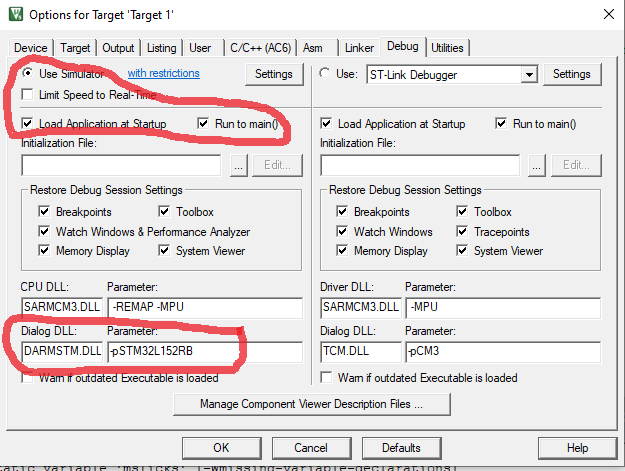 Options for Target 'Target 1'
Device Target Output Listing User C/C++ (AC6) Asm Linker Debug Utilities
Use Simulator with restrictions Settings
Limit Speed to Real-Time
Use: ST-Link Debugger Settings
Load Application at Startup Run to main()
Initialization File:
... Edit...
Load Application at Startup Run to main()
Initialization File:
... Edit...
Restore Debug Session Settings
Breakpoints Toolbox
Watch Windows & Performance Analyzer
Memory Display System Viewer
Restore Debug Session Settings
Breakpoints Toolbox
Watch Windows Tracepoints
Memory Display System Viewer
CPU DLL: Parameter:
SARMCM3.DLL -REMAP -MPU
Dialog DLL: Parameter:
DARMSTM.DLL -pSTM32L152RB
Warn if outdated Executable is loaded
Driver DLL: Parameter:
SARMCM3.DLL -MPU
Dialog DLL: Parameter:
TCM.DLL -pCM3
Warn if outdated Executable is loaded
Manage Component Viewer Description Files ...
OK Cancel Defaults Help